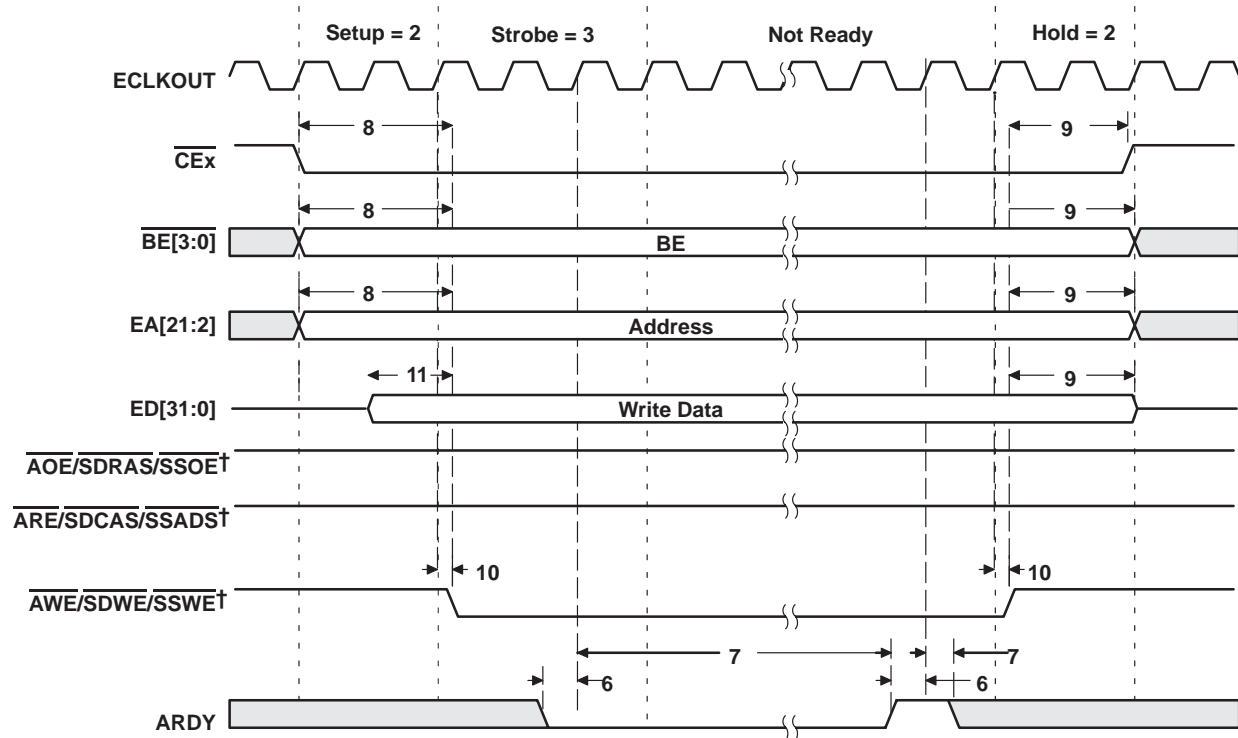 Setup = 2 Strobe = 3 Not Ready Hold = 2
ECLKOUT
8 9
CEx
8 9
BE[3:0] BE
8 9
EA[21:2] Address
11 9
ED[31:0] Write Data
AOE/SDRAS/SSOE†
ARE/SDCAS/SSADS†
10 10
AWE/SDWE/SSWE†
7 7
6 6
ARDY